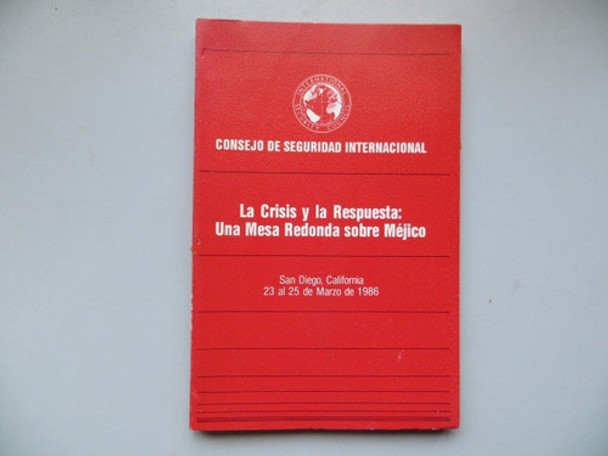 INTERNATIONAL
SECURITY COUNCIL
CONSEJO DE SEGURIDAD INTERNACIONAL
La Crisis y la Respuesta:
Una Mesa Redonda sobre Méjico
San Diego, California
23 al 25 de Marzo de 1986